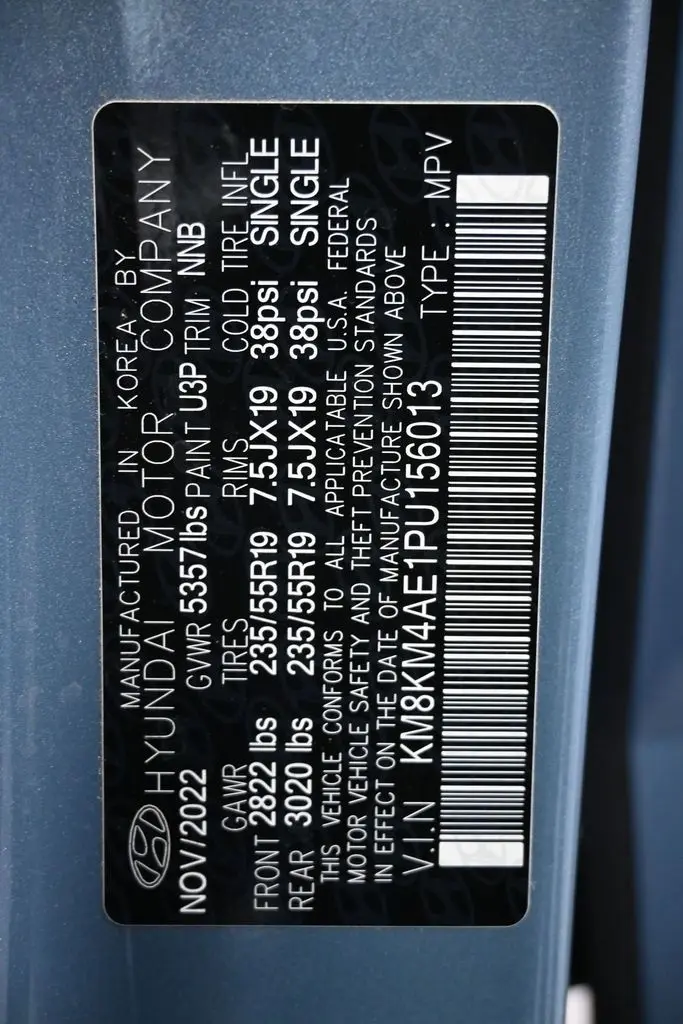 MANUFACTURED IN KOREA BY
HYUNDAI MOTOR COMPANY
NOV/2022 GVWR 5357lbs PAINT U3P TRIM NNB
GAWR TIRES RIMS COLD TIRE INFL
FRONT 2822 lbs 235/55R19 7.5JX19 38psi SINGLE
REAR 3020 lbs 235/55R19 7.5JX19 38psi SINGLE
THIS VEHICLE CONFORMS TO ALL APPLICATABLE U.S.A. FEDERAL
MOTOR VEHICLE SAFETY AND THEFT PREVENTION STANDARDS
IN EFFECT ON THE DATE OF MANUFACTURE SHOWN ABOVE
V.I.N KM8KM4AE1PU156013 TYPE : MPV